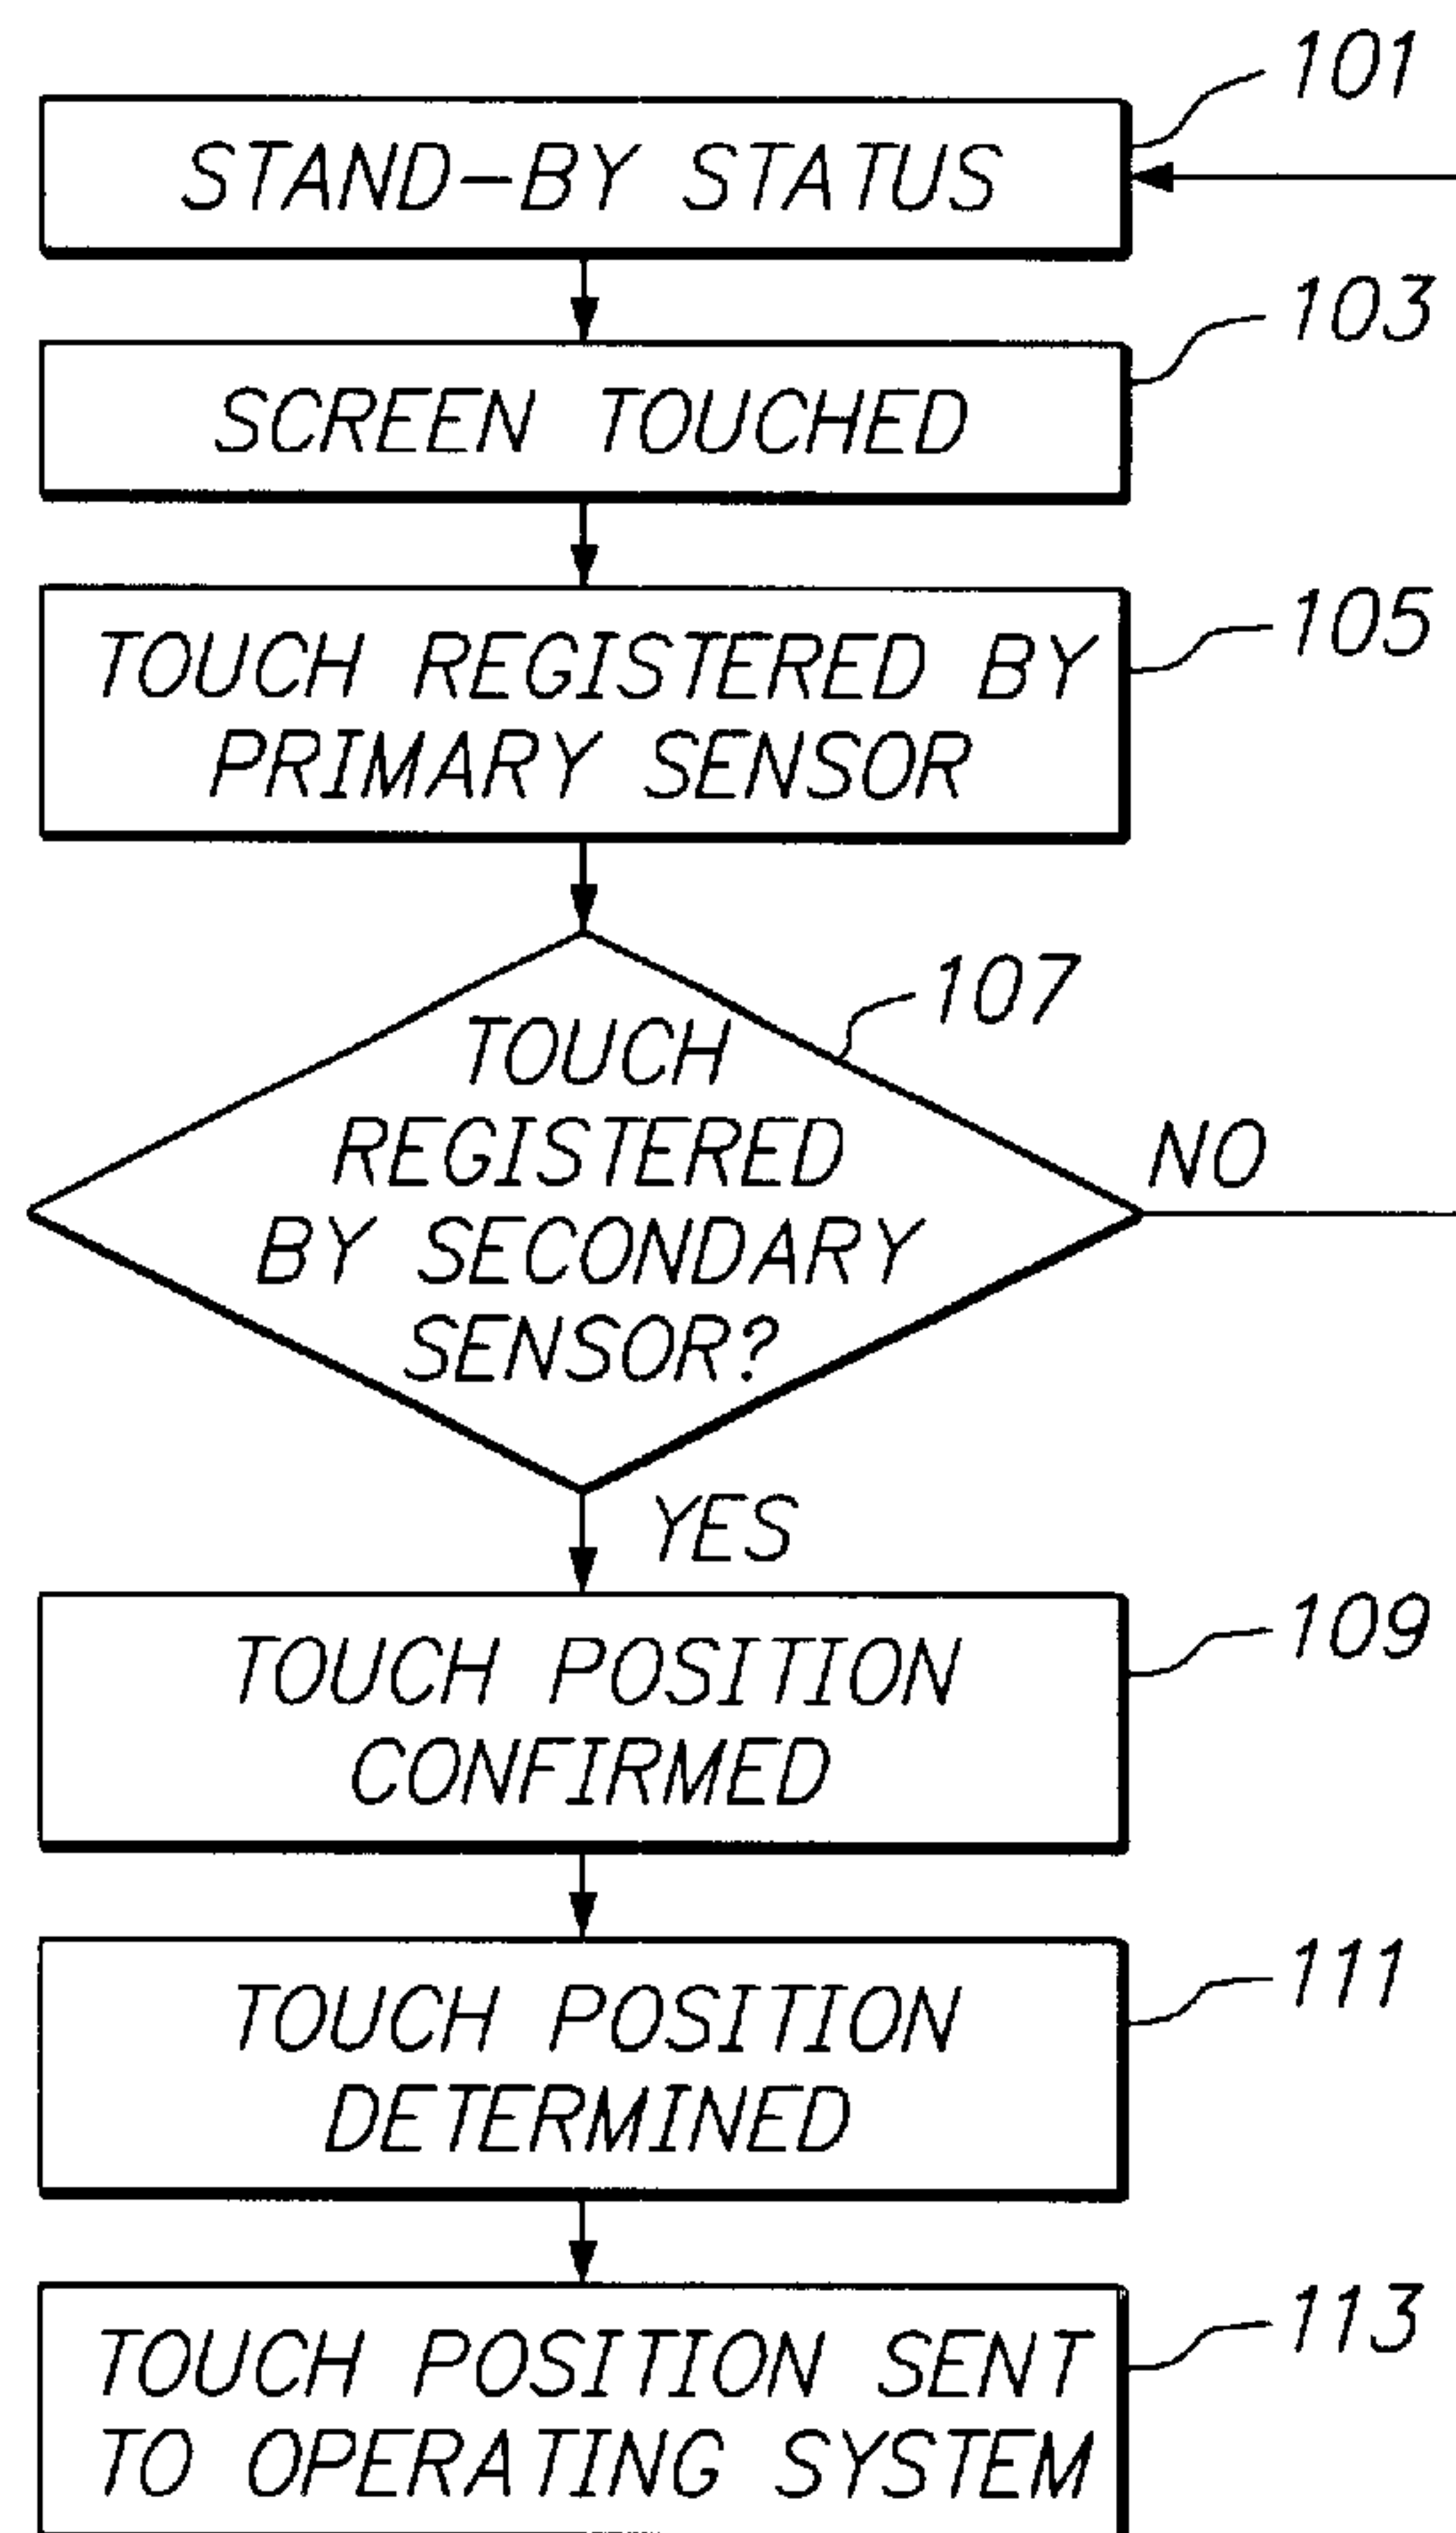 101
STAND-BY STATUS
103
SCREEN TOUCHED
105
TOUCH REGISTERED BY
PRIMARY SENSOR
107
TOUCH
REGISTERED
BY SECONDARY
SENSOR?
NO
YES
109
TOUCH POSITION
CONFIRMED
111
TOUCH POSITION
DETERMINED
113
TOUCH POSITION SENT
TO OPERATING SYSTEM